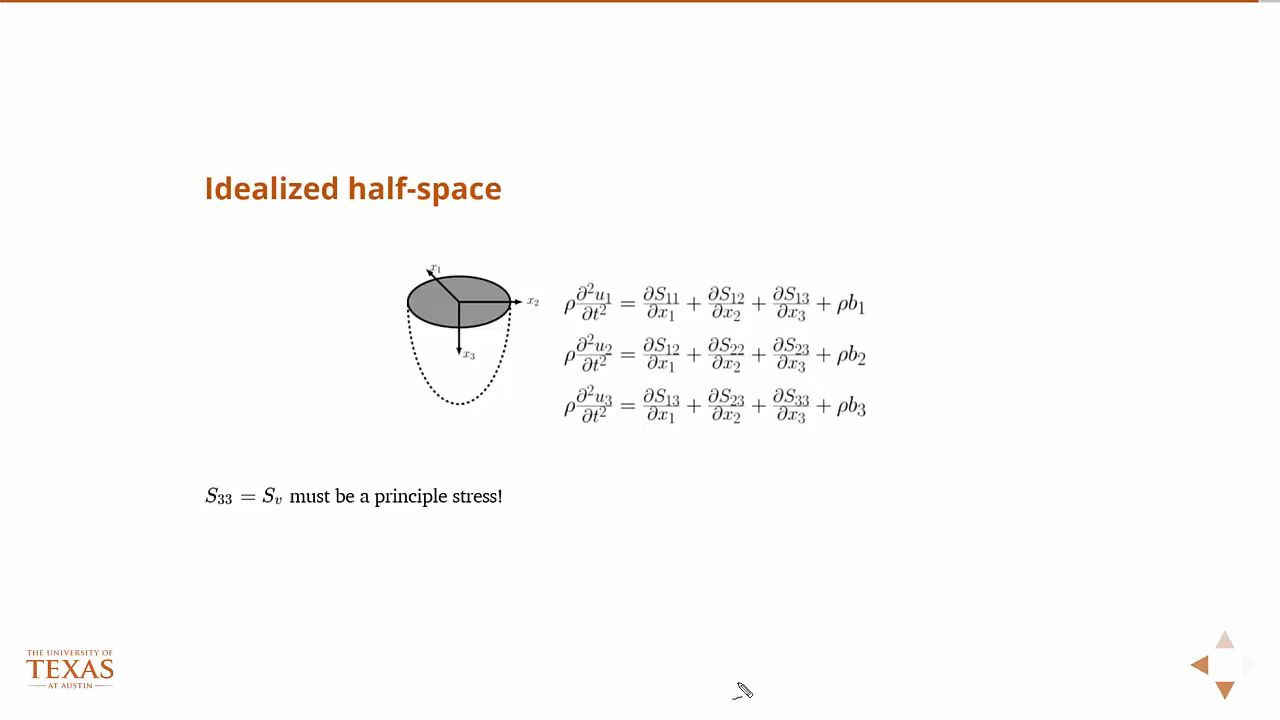 Idealized half-space
x₁
x₂
x₃
ρ ∂²u₁/∂t² = ∂S₁₁/∂x₁ + ∂S₁₂/∂x₂ + ∂S₁₃/∂x₃ + ρb₁
ρ ∂²u₂/∂t² = ∂S₁₂/∂x₁ + ∂S₂₂/∂x₂ + ∂S₂₃/∂x₃ + ρb₂
ρ ∂²u₃/∂t² = ∂S₁₃/∂x₁ + ∂S₂₃/∂x₂ + ∂S₃₃/∂x₃ + ρb₃
S₃₃ = Sᵥ must be a principle stress!
THE UNIVERSITY OF
TEXAS
AT AUSTIN